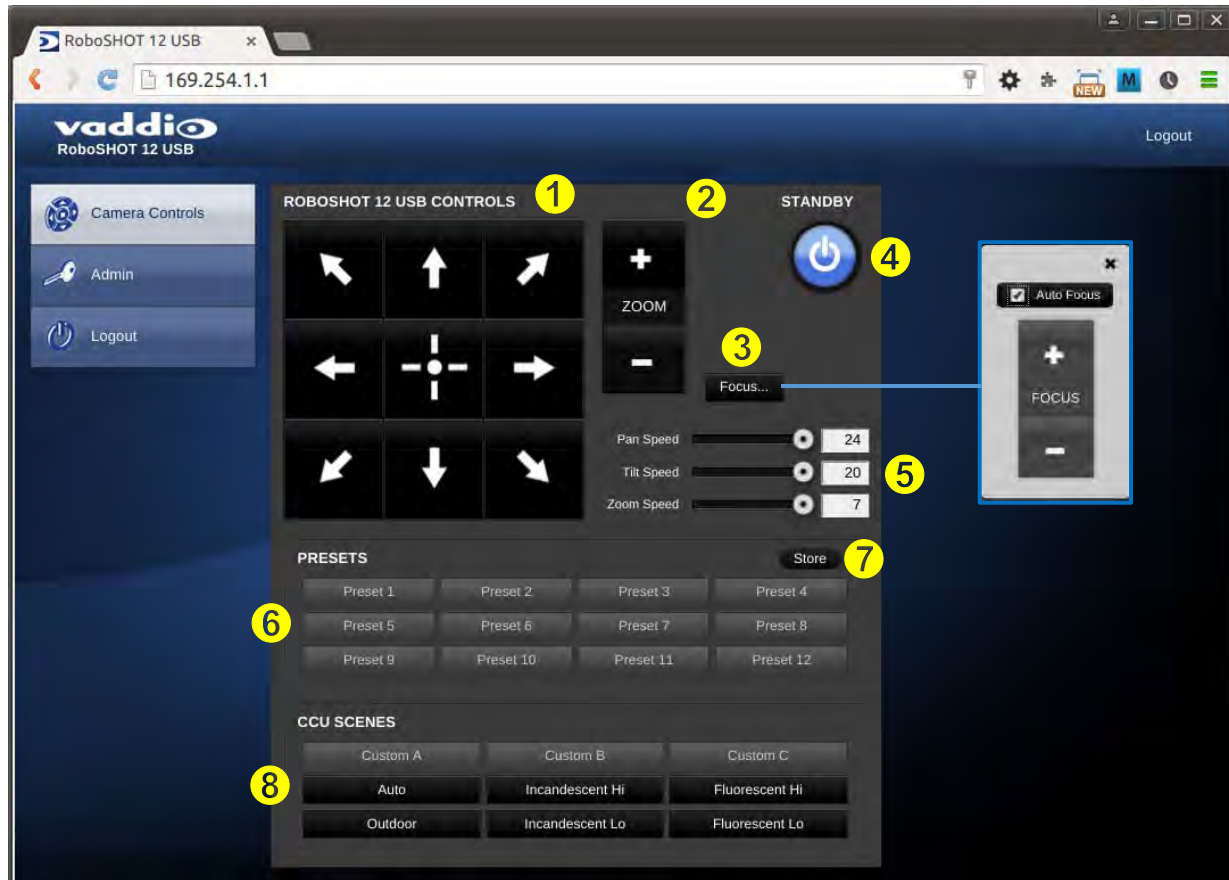 RoboSHOT 12 USB
169.254.1.1
NEW
M
vaddio
RoboSHOT 12 USB
Logout
Camera Controls
Admin
Logout
ROBOSHOT 12 USB CONTROLS
1
2
STANDBY
4
ZOOM
3
Focus...
Auto Focus
FOCUS
Pan Speed 24
Tilt Speed 20
5
Zoom Speed 7
PRESETS
Store
7
Preset 1 Preset 2 Preset 3 Preset 4
6
Preset 5 Preset 6 Preset 7 Preset 8
Preset 9 Preset 10 Preset 11 Preset 12
CCU SCENES
Custom A Custom B Custom C
8
Auto Incandescent Hi Fluorescent Hi
Outdoor Incandescent Lo Fluorescent Lo